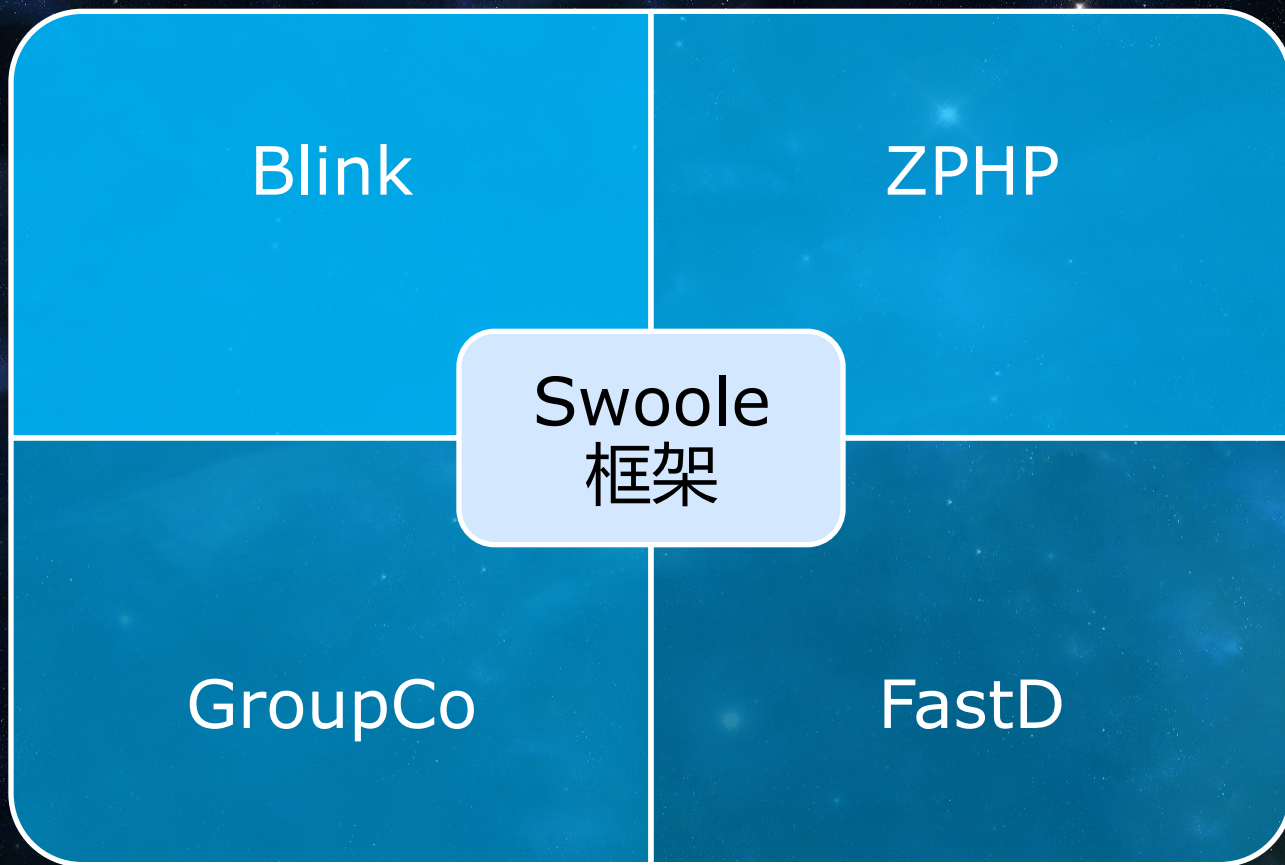 Blink
ZPHP
Swoole
框架
GroupCo
FastD